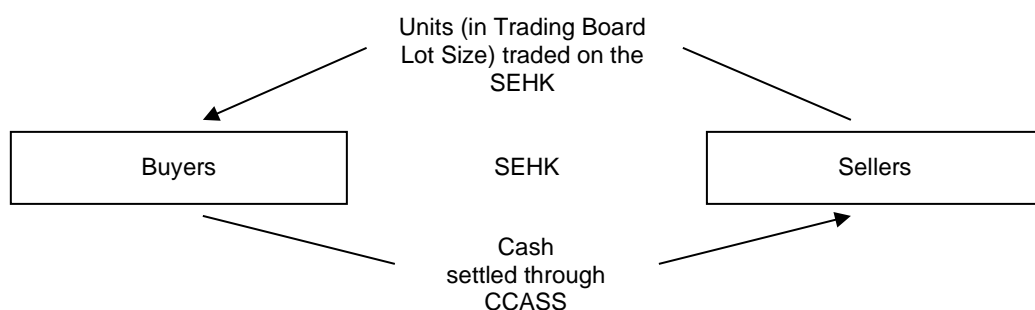 Units (in Trading Board
Lot Size) traded on the
SEHK
Buyers
SEHK
Sellers
Cash
settled through
CCASS